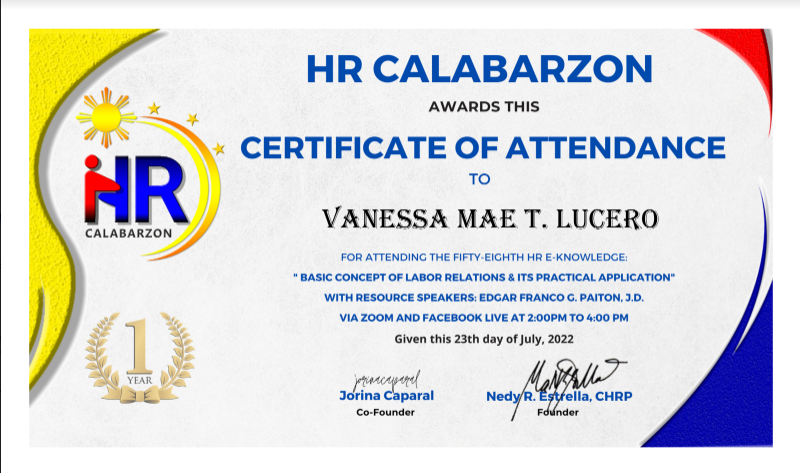 HR CALABARZON
AWARDS THIS
CERTIFICATE OF ATTENDANCE
TO
VANESSA MAE T. LUCERO
FOR ATTENDING THE FIFTY-EIGHTH HR E-KNOWLEDGE:
" BASIC CONCEPT OF LABOR RELATIONS & ITS PRACTICAL APPLICATION"
WITH RESOURCE SPEAKERS: EDGAR FRANCO G. PAITON, J.D.
VIA ZOOM AND FACEBOOK LIVE AT 2:00PM TO 4:00 PM
Given this 23th day of July, 2022
HR
CALABARZON
1
YEAR
jorinacaparal
Jorina Caparal
Co-Founder
Nedy R. Estrella, CHRP
Founder